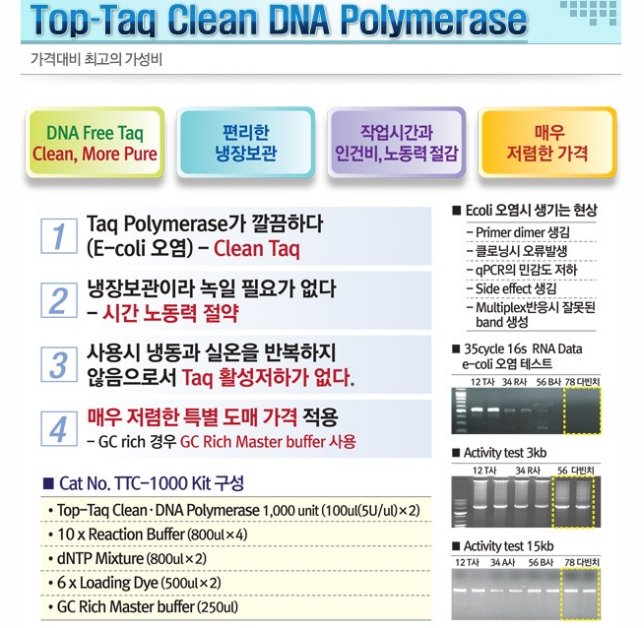 Top-Taq Clean DNA Polymerase
가격대비 최고의 가성비
DNA Free Taq
Clean, More Pure
편리한
냉장보관
작업시간과
인건비, 노동력 절감
매우
저렴한 가격
1
Taq Polymerase가 깔끔하다
(E-coli 오염) - Clean Taq
2
냉장보관이라 녹일 필요가 없다
- 시간 노동력 절약
3
사용시 냉동과 실온을 반복하지
않음으로서 Taq 활성저하가 없다.
4
매우 저렴한 특별 도매 가격 적용
- GC rich 경우 GC Rich Master buffer 사용
■ Cat No. TTC-1000 Kit 구성
• Top-Taq Clean·DNA Polymerase 1,000 unit (100ul(5U/ul)×2)
• 10 x Reaction Buffer (800ul×4)
• dNTP Mixture (800ul×2)
• 6 x Loading Dye (500ul×2)
• GC Rich Master buffer (250ul)
■ Ecoli 오염시 생기는 현상
- Primer dimer 생김
- 클로닝시 오류발생
- qPCR의 민감도 저하
- Side effect 생김
- Multiplex반응시 잘못된
band 생성
■ 35cycle 16s RNA Data
e-coli 오염 테스트
12 T사 34 R사 56 B사 78 다빈치
■ Activity test 3kb
12 T사 34 R사 56 다빈치
■ Activity test 15kb
12 T사 34 A사 56 B사 78 다빈치